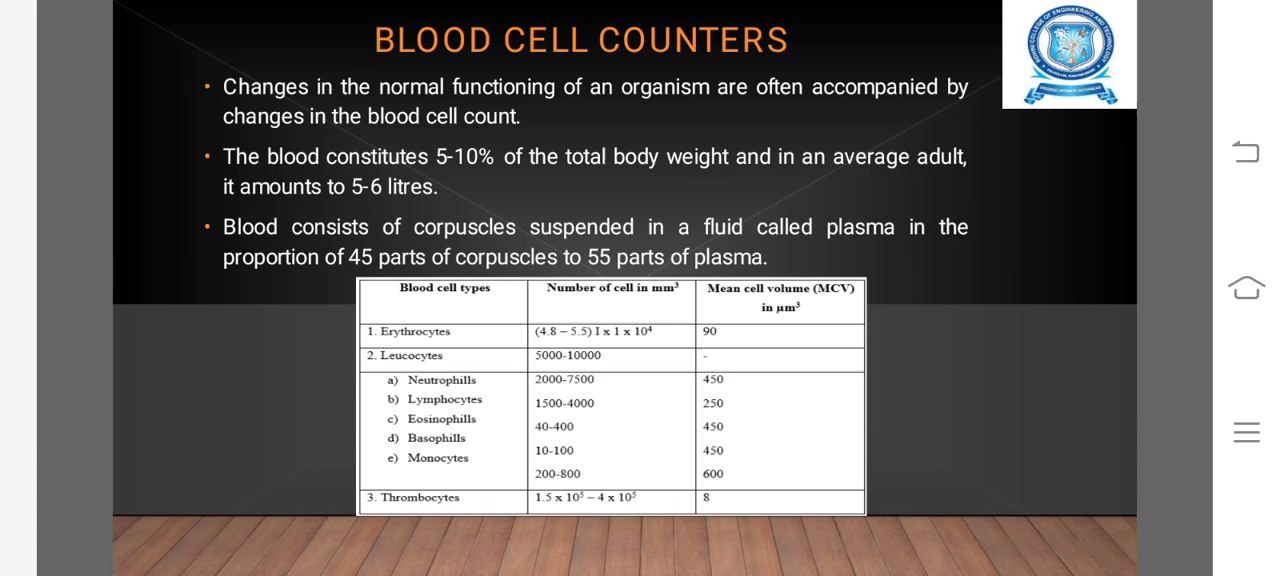 BLOOD CELL COUNTERS
• Changes in the normal functioning of an organism are often accompanied by
changes in the blood cell count.
• The blood constitutes 5-10% of the total body weight and in an average adult,
it amounts to 5-6 litres.
• Blood consists of corpuscles suspended in a fluid called plasma in the
proportion of 45 parts of corpuscles to 55 parts of plasma.
Blood cell types Number of cell in mm³ Mean cell volume (MCV)
in µm³
1. Erythrocytes (4.8 – 5.5) I x 1 x 10⁴ 90
2. Leucocytes 5000-10000 -
a) Neutrophills 2000-7500 450
b) Lymphocytes 1500-4000 250
c) Eosinophills 40-400 450
d) Basophills 10-100 450
e) Monocytes 200-800 600
3. Thrombocytes 1.5 x 10⁵ – 4 x 10⁵ 8
COLLEGE OF ENGINEERING AND TECHNOLOGY